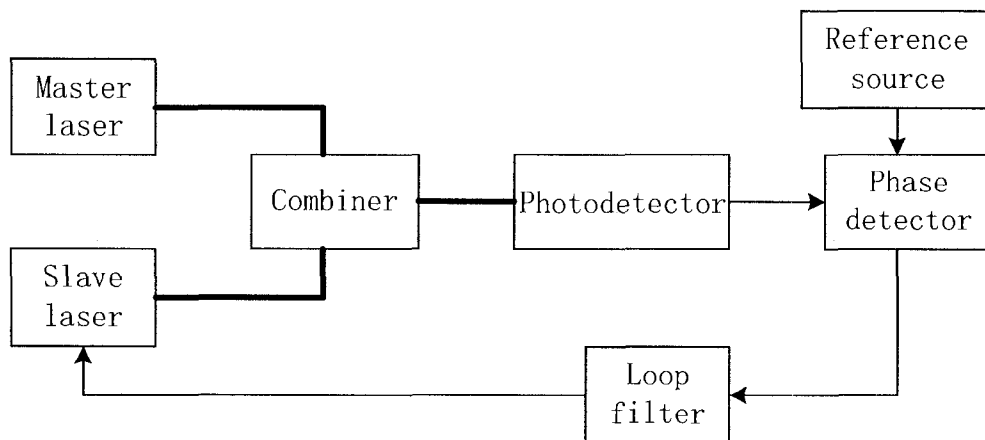 Reference
source
Master
laser
Combiner
Photodetector
Phase
detector
Slave
laser
Loop
filter